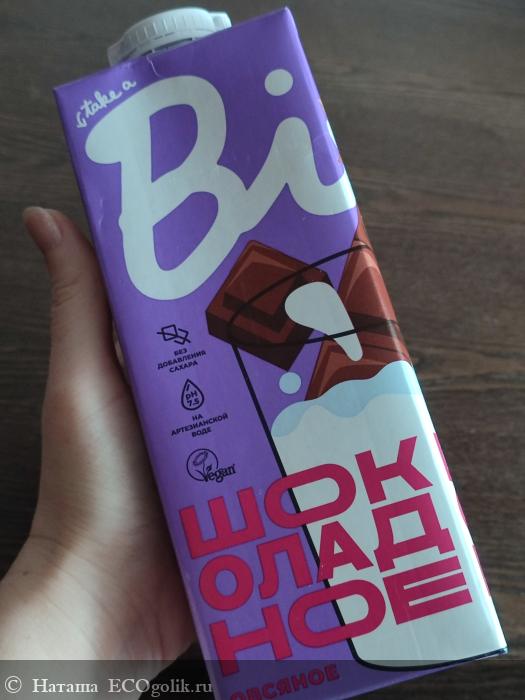 take a
Bi
БЕЗ
ДОБАВЛЕНИЯ
САХАРА
pH
7.5
НА
АРТЕЗИАНСКОЙ
ВОДЕ
Vegan
ШОК
ОЛАД
НОЕ
ОВСЯНОЕ
© Наташа ECOgolik.ru